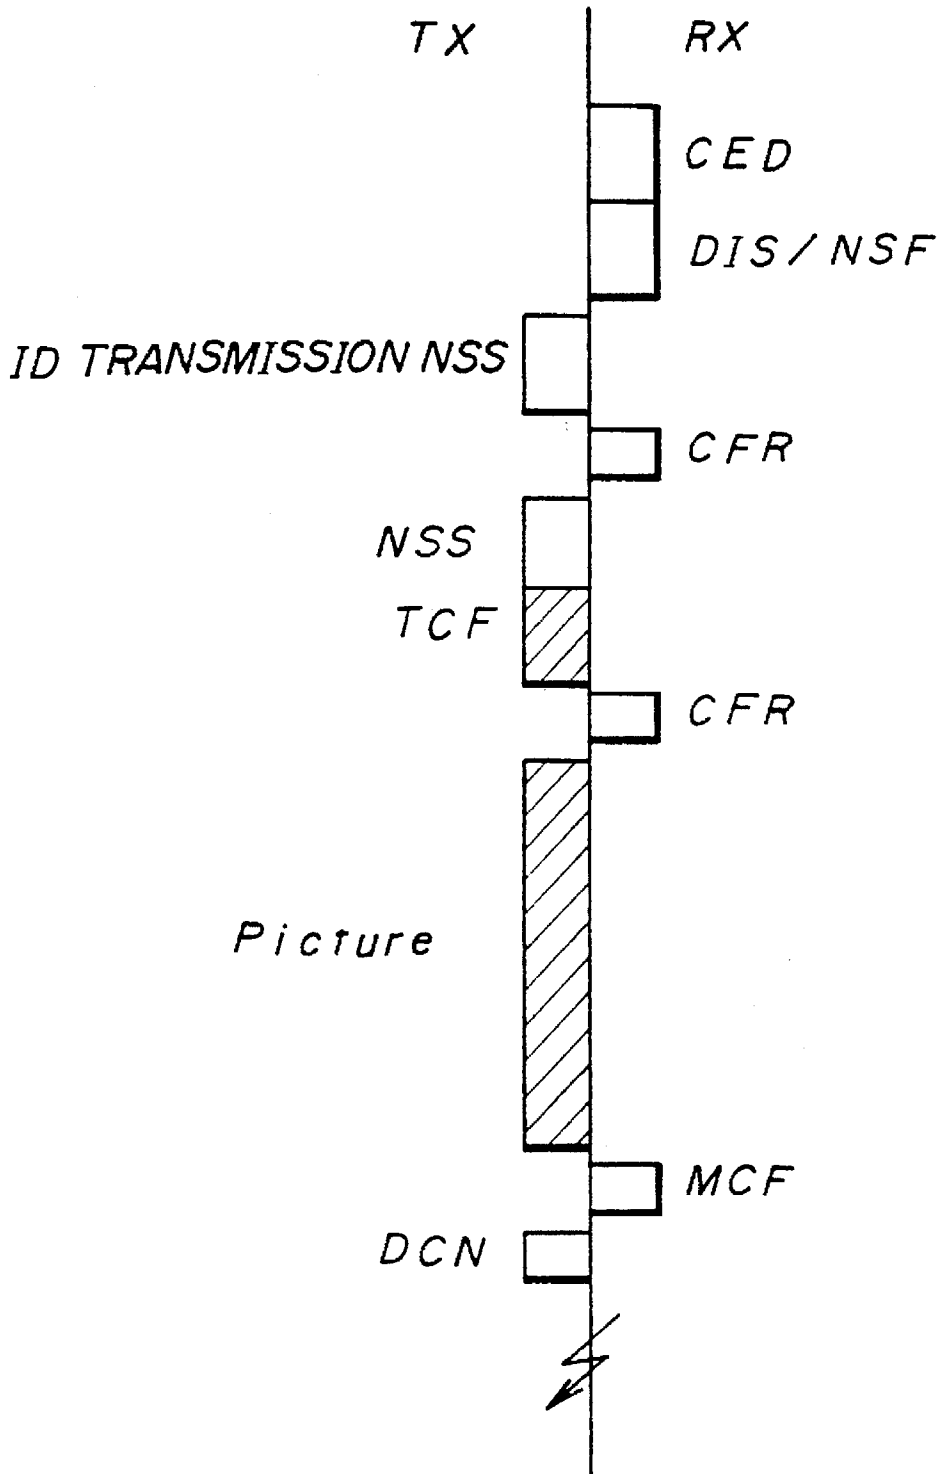 TX RX
CED
DIS/NSF
ID TRANSMISSION NSS
CFR
NSS
TCF
CFR
Picture
MCF
DCN